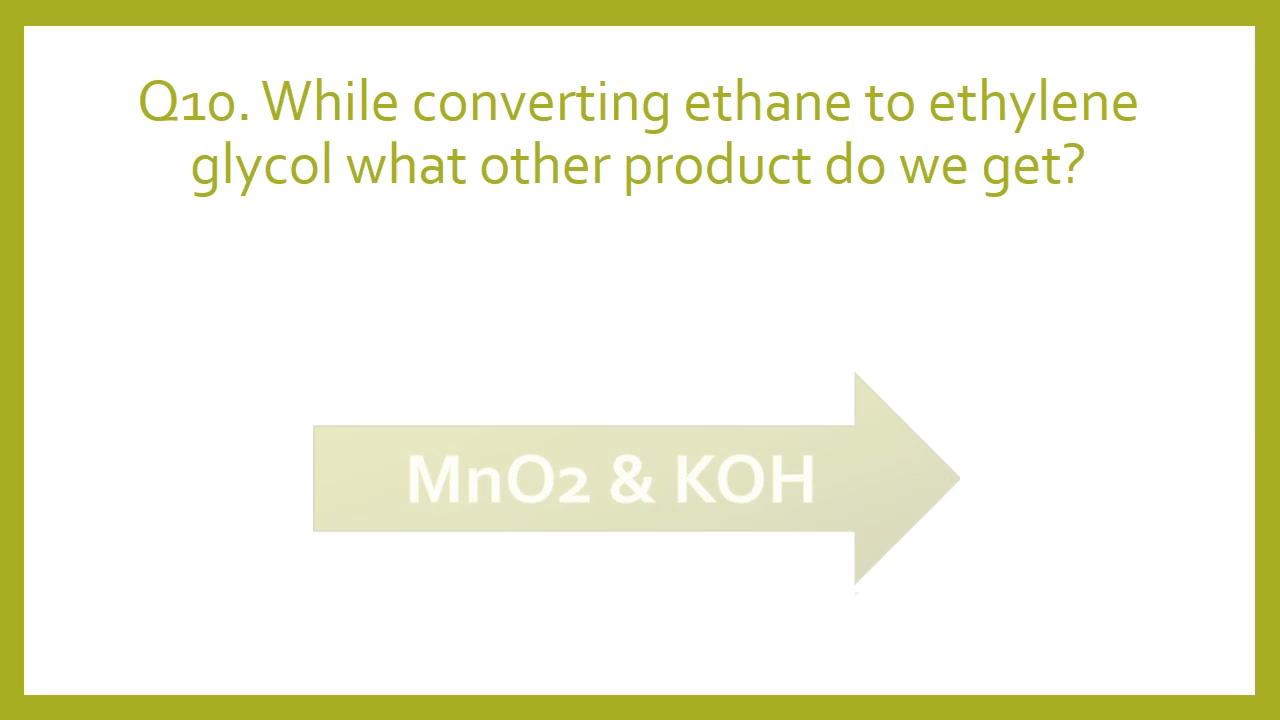 Q10. While converting ethane to ethylene
glycol what other product do we get?
MnO2 & KOH